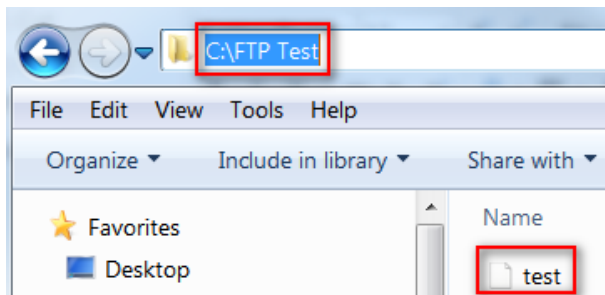 C:\FTP Test
File Edit View Tools Help
Organize Include in library Share with
Favorites
Name
Desktop
test